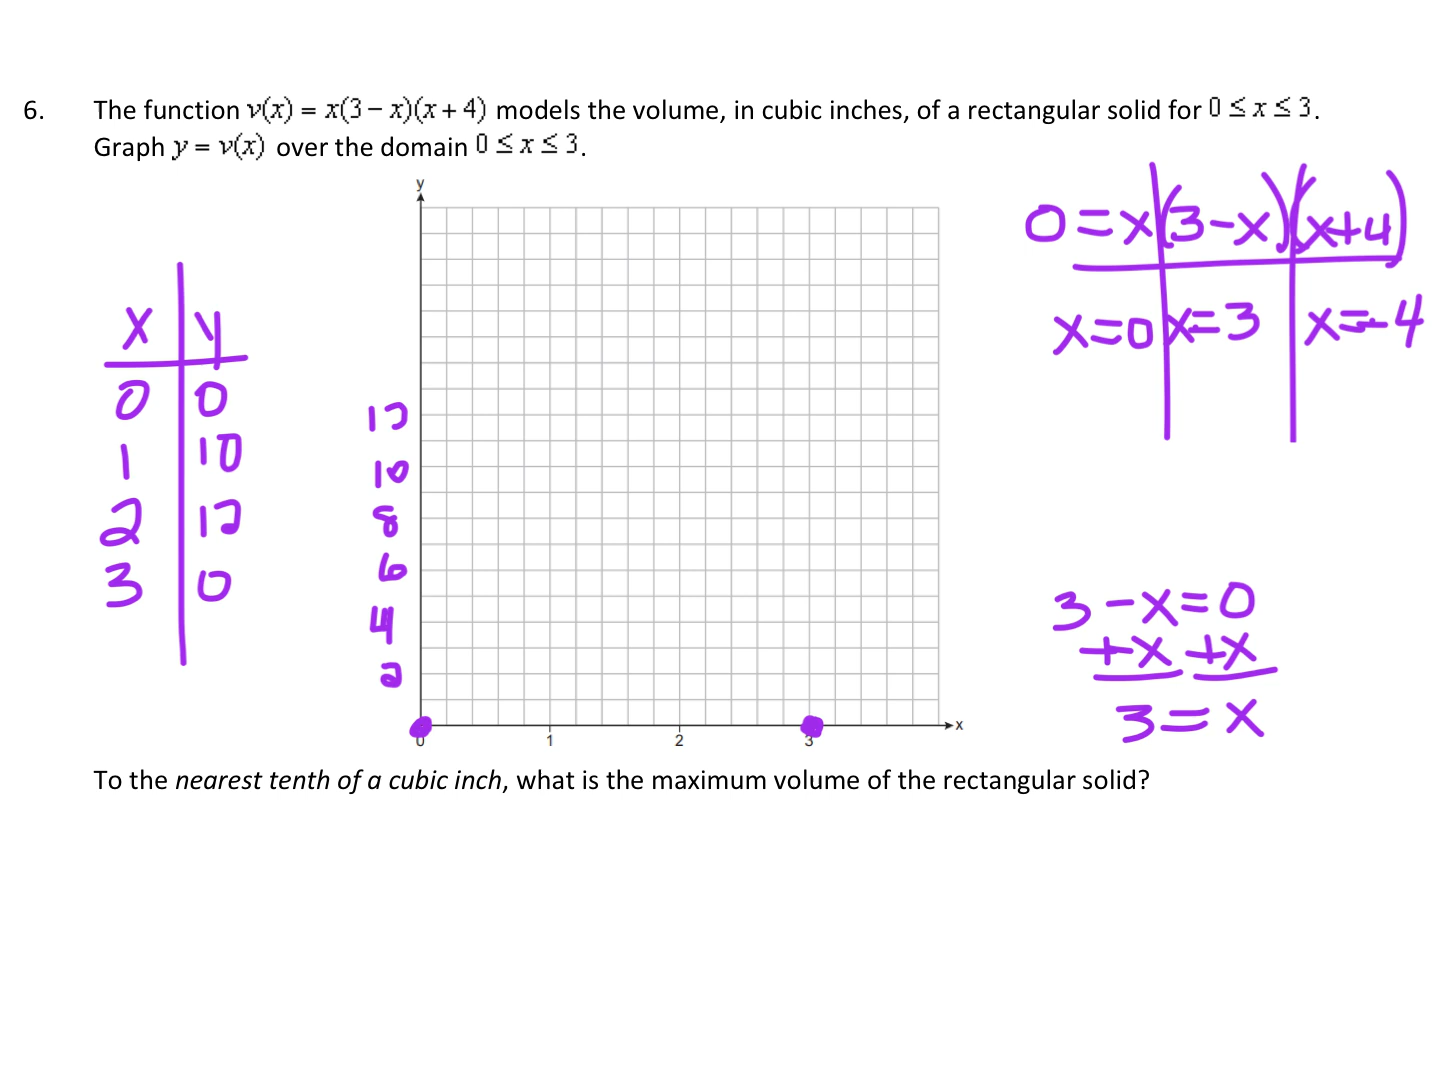 6. The function v(x) = x(3 − x)(x + 4) models the volume, in cubic inches, of a rectangular solid for 0 ≤ x ≤ 3.
Graph y = v(x) over the domain 0 ≤ x ≤ 3.
y
0=x(3-x)(x+4)
x=0 x=3 x=-4
x y
0 0
1 10
2 12
3 0
12
10
8
6
4
2
0 1 2 3 x
3-x=0
+x +x
3=x
To the nearest tenth of a cubic inch, what is the maximum volume of the rectangular solid?